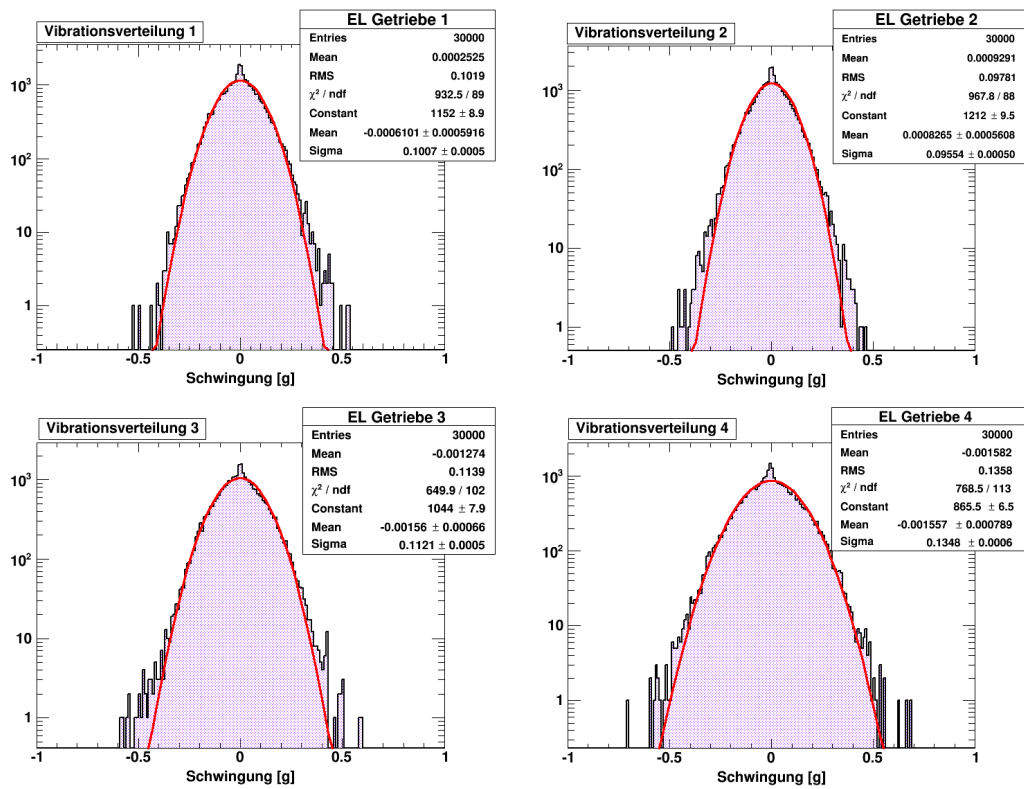 Vibrationsverteilung 1
EL Getriebe 1
Entries 30000
Mean 0.0002525
RMS 0.1019
χ² / ndf 932.5 / 89
Constant 1152 ± 8.9
Mean -0.0006101 ± 0.0005916
Sigma 0.1007 ± 0.0005
10³
10²
10
1
-1 -0.5 0 0.5 1
Schwingung [g]
Vibrationsverteilung 2
EL Getriebe 2
Entries 30000
Mean 0.0009291
RMS 0.09781
χ² / ndf 967.8 / 88
Constant 1212 ± 9.5
Mean 0.0008265 ± 0.0005608
Sigma 0.09554 ± 0.00050
10³
10²
10
1
-1 -0.5 0 0.5 1
Schwingung [g]
Vibrationsverteilung 3
EL Getriebe 3
Entries 30000
Mean -0.001274
RMS 0.1139
χ² / ndf 649.9 / 102
Constant 1044 ± 7.9
Mean -0.00156 ± 0.00066
Sigma 0.1121 ± 0.0005
10³
10²
10
1
-1 -0.5 0 0.5 1
Schwingung [g]
Vibrationsverteilung 4
EL Getriebe 4
Entries 30000
Mean -0.001582
RMS 0.1358
χ² / ndf 768.5 / 113
Constant 865.5 ± 6.5
Mean -0.001557 ± 0.000789
Sigma 0.1348 ± 0.0006
10³
10²
10
1
-1 -0.5 0 0.5 1
Schwingung [g]